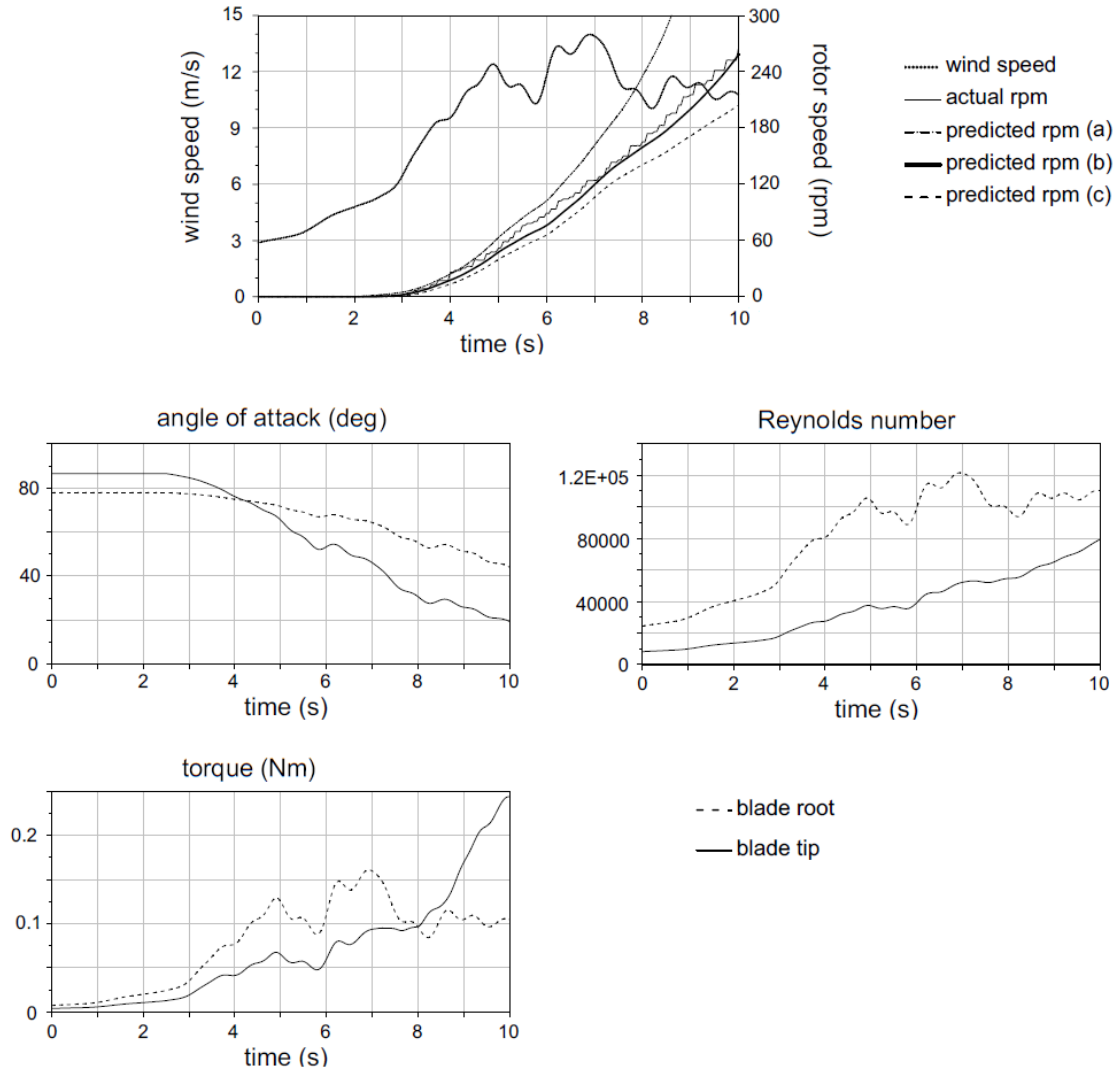 15
12
9
6
3
0
wind speed (m/s)
300
240
180
120
60
0
rotor speed (rpm)
0 2 4 6 8 10
time (s)
wind speed
actual rpm
predicted rpm (a)
predicted rpm (b)
predicted rpm (c)
angle of attack (deg)
80
40
0
0 2 4 6 8 10
time (s)
Reynolds number
1.2E+05
80000
40000
0
0 2 4 6 8 10
time (s)
torque (Nm)
0.2
0.1
0
0 2 4 6 8 10
time (s)
blade root
blade tip